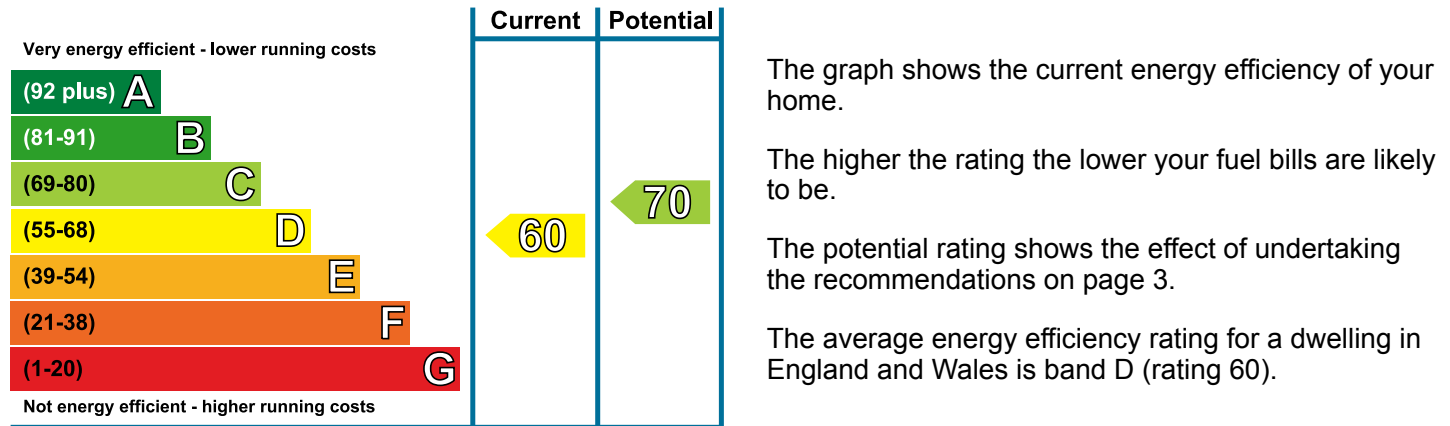 Current Potential
Very energy efficient - lower running costs
(92 plus) A
(81-91) B
(69-80) C
(55-68) D
(39-54) E
(21-38) F
(1-20) G
Not energy efficient - higher running costs
60
70
The graph shows the current energy efficiency of your
home.
The higher the rating the lower your fuel bills are likely
to be.
The potential rating shows the effect of undertaking
the recommendations on page 3.
The average energy efficiency rating for a dwelling in
England and Wales is band D (rating 60).